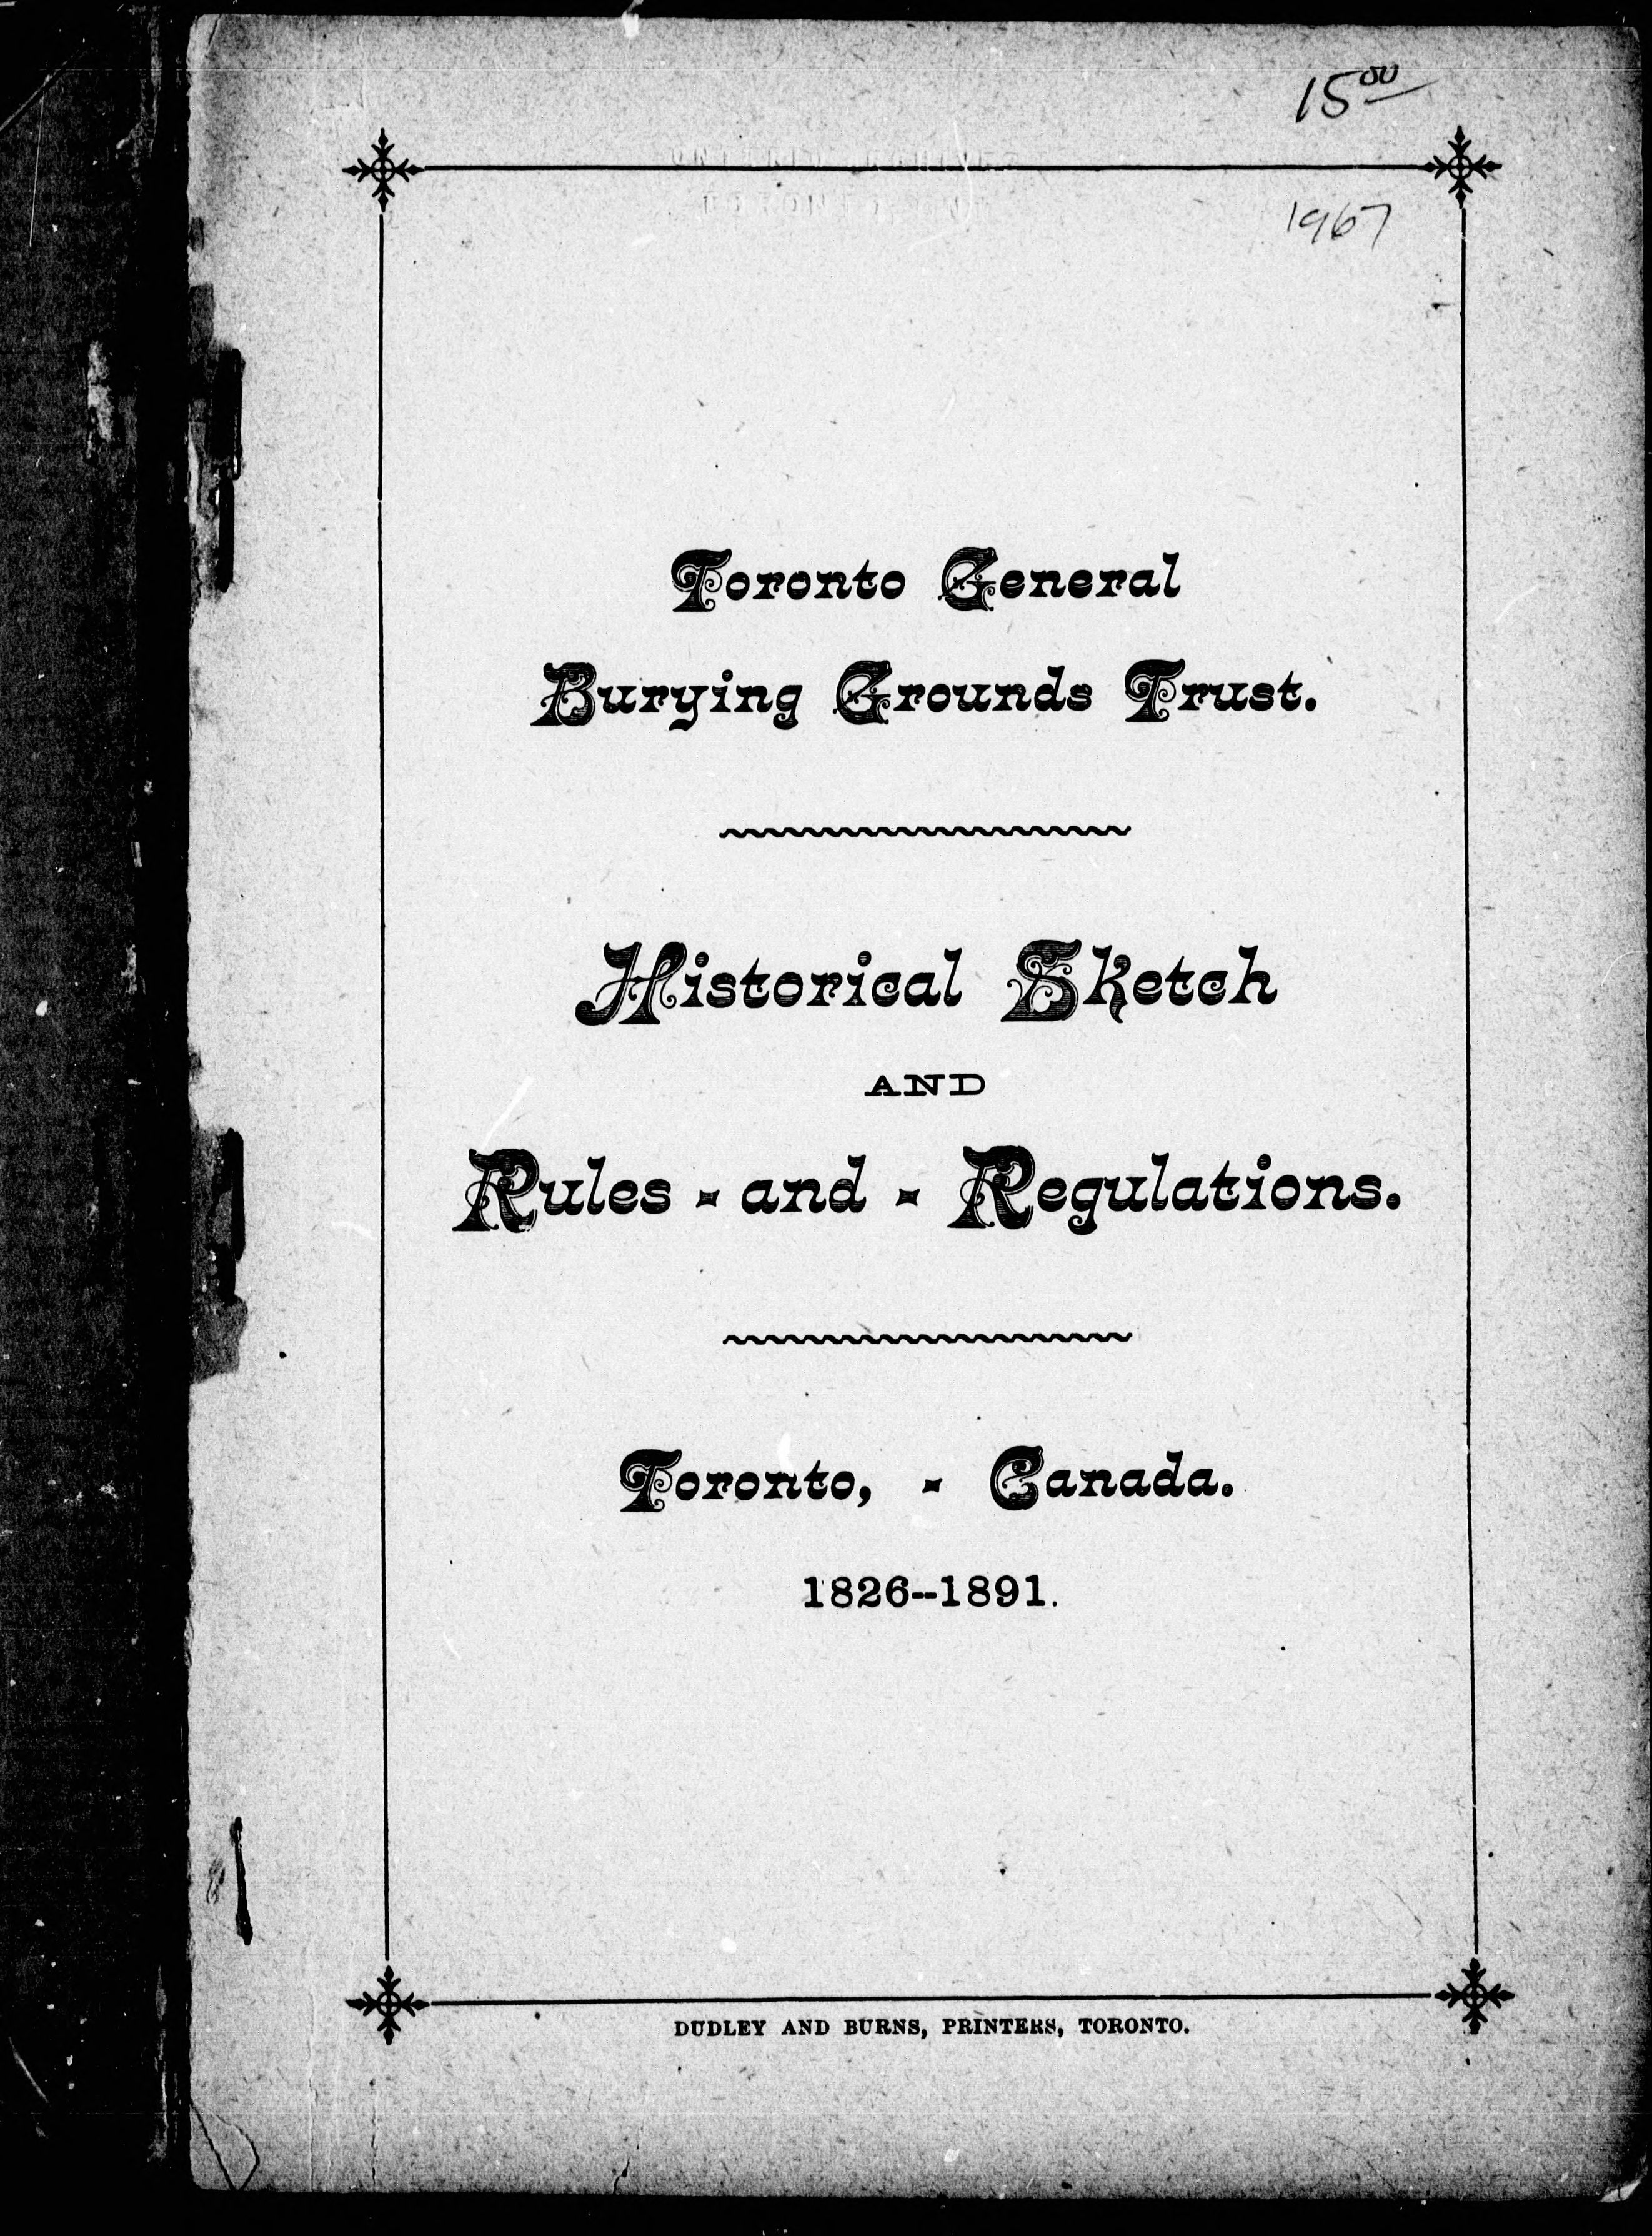 15⁰⁰
1967
Toronto General
Burying Grounds Trust.
Historical Sketch
AND
Rules - and - Regulations.
Toronto, - Canada.
1826--1891.
DUDLEY AND BURNS, PRINTERS, TORONTO.